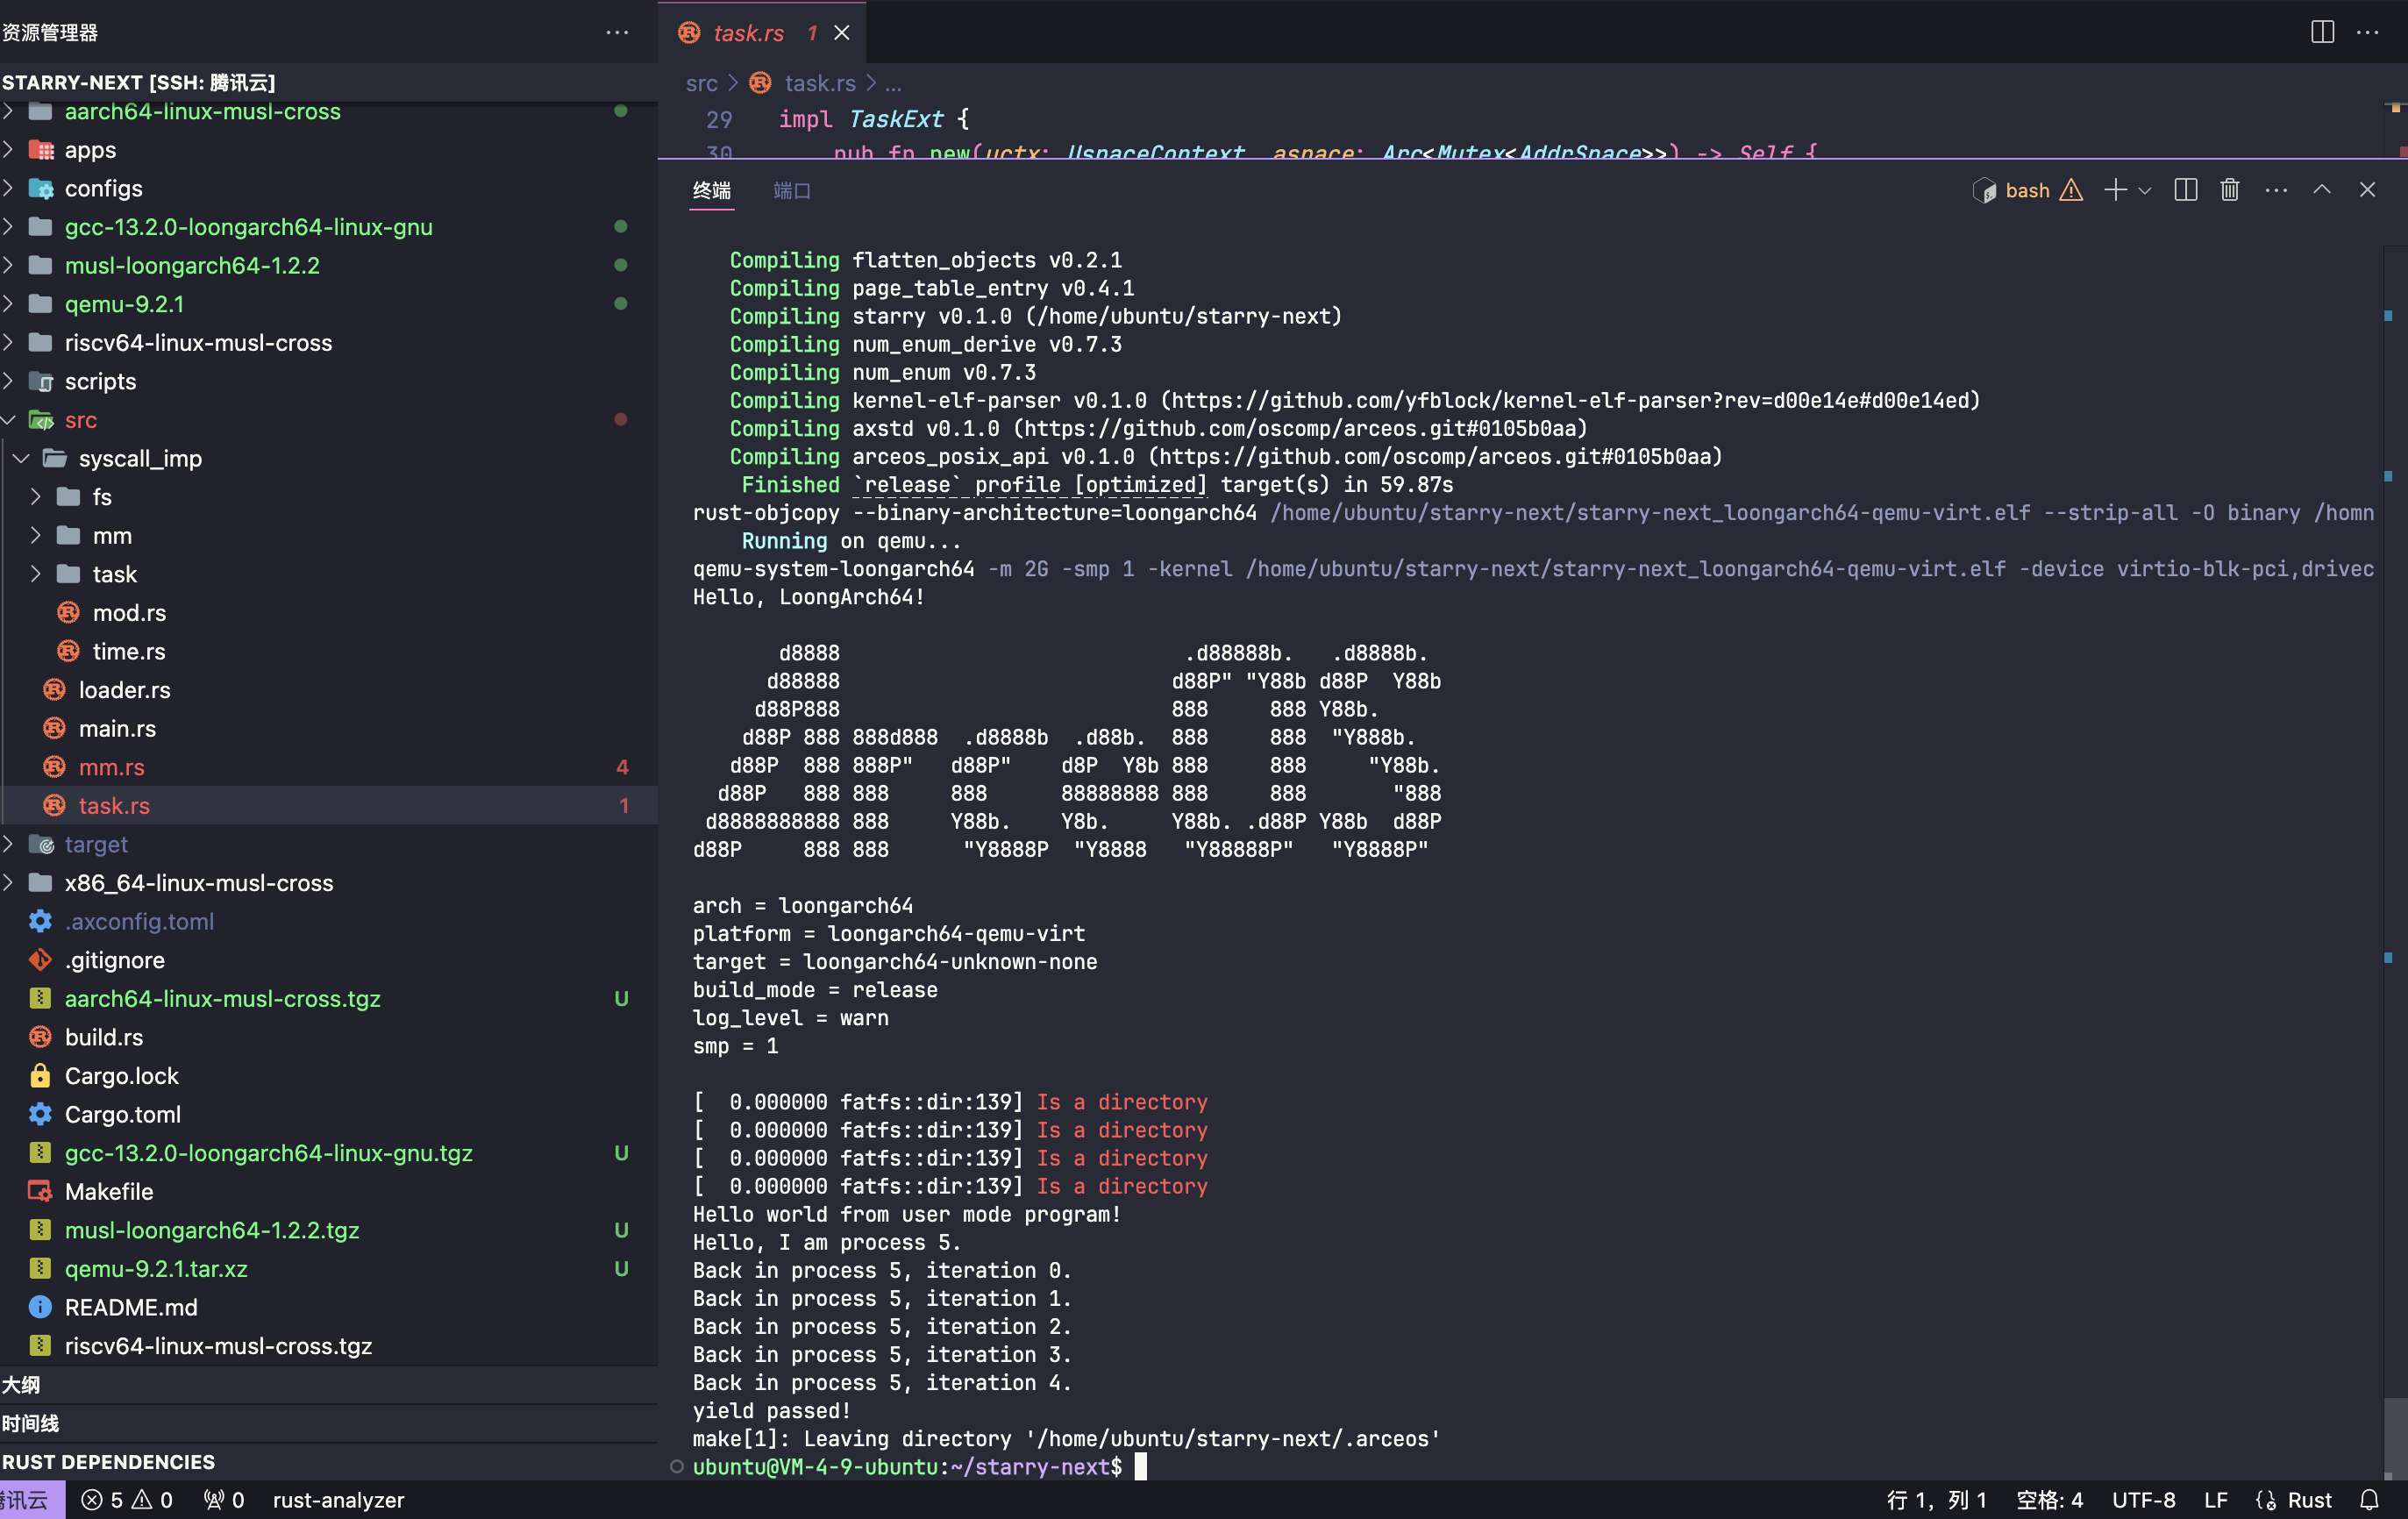 资源管理器
STARRY-NEXT [SSH: 腾讯云]
aarch64-linux-musl-cross
apps
configs
gcc-13.2.0-loongarch64-linux-gnu
musl-loongarch64-1.2.2
qemu-9.2.1
riscv64-linux-musl-cross
scripts
src
syscall_imp
fs
mm
task
mod.rs
time.rs
loader.rs
main.rs
mm.rs 4
task.rs 1
target
x86_64-linux-musl-cross
.axconfig.toml
.gitignore
aarch64-linux-musl-cross.tgz U
build.rs
Cargo.lock
Cargo.toml
gcc-13.2.0-loongarch64-linux-gnu.tgz U
Makefile
musl-loongarch64-1.2.2.tgz U
qemu-9.2.1.tar.xz U
README.md
riscv64-linux-musl-cross.tgz
大纲
时间线
RUST DEPENDENCIES
task.rs 1
src > task.rs > ...
29 impl TaskExt {
30 pub fn new(uctx: UspaceContext, aspace: Arc<Mutex<AddrSpace>>) -> Self {
终端 端口
bash
Compiling flatten_objects v0.2.1
Compiling page_table_entry v0.4.1
Compiling starry v0.1.0 (/home/ubuntu/starry-next)
Compiling num_enum_derive v0.7.3
Compiling num_enum v0.7.3
Compiling kernel-elf-parser v0.1.0 (https://github.com/yfblock/kernel-elf-parser?rev=d00e14e#d00e14ed)
Compiling axstd v0.1.0 (https://github.com/oscomp/arceos.git#0105b0aa)
Compiling arceos_posix_api v0.1.0 (https://github.com/oscomp/arceos.git#0105b0aa)
Finished `release` profile [optimized] target(s) in 59.87s
rust-objcopy --binary-architecture=loongarch64 /home/ubuntu/starry-next/starry-next_loongarch64-qemu-virt.elf --strip-all -O binary /homn
Running on qemu...
qemu-system-loongarch64 -m 2G -smp 1 -kernel /home/ubuntu/starry-next/starry-next_loongarch64-qemu-virt.elf -device virtio-blk-pci,drivec
Hello, LoongArch64!
       d8888                            .d88888b.   .d8888b.
      d88888                           d88P" "Y88b d88P  Y88b
     d88P888                           888     888 Y88b.
    d88P 888 888d888  .d8888b  .d88b.  888     888  "Y888b.
   d88P  888 888P"   d88P"    d8P  Y8b 888     888     "Y88b.
  d88P   888 888     888      88888888 888     888       "888
 d8888888888 888     Y88b.    Y8b.     Y88b. .d88P Y88b  d88P
d88P     888 888      "Y8888P  "Y8888   "Y88888P"   "Y8888P"
arch = loongarch64
platform = loongarch64-qemu-virt
target = loongarch64-unknown-none
build_mode = release
log_level = warn
smp = 1
[  0.000000 fatfs::dir:139] Is a directory
[  0.000000 fatfs::dir:139] Is a directory
[  0.000000 fatfs::dir:139] Is a directory
[  0.000000 fatfs::dir:139] Is a directory
Hello world from user mode program!
Hello, I am process 5.
Back in process 5, iteration 0.
Back in process 5, iteration 1.
Back in process 5, iteration 2.
Back in process 5, iteration 3.
Back in process 5, iteration 4.
yield passed!
make[1]: Leaving directory '/home/ubuntu/starry-next/.arceos'
ubuntu@VM-4-9-ubuntu:~/starry-next$
腾讯云 5 0 0 rust-analyzer 行 1，列 1 空格: 4 UTF-8 LF Rust